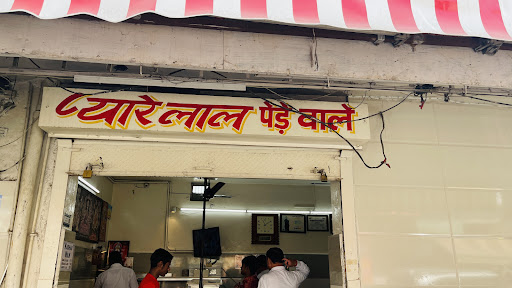 प्यारे लाल पेड़े वाले